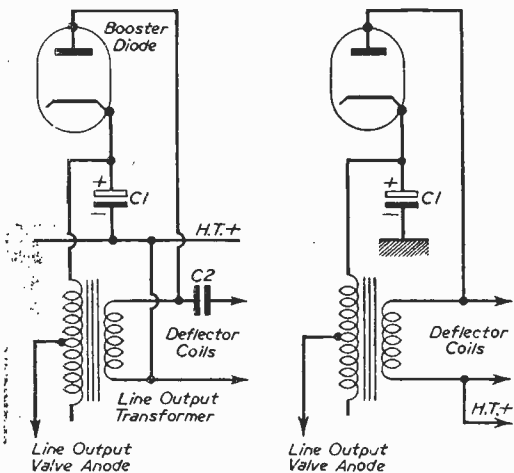 Booster
Diode
+
C1
−
H.T.+
C2
Deflector
Coils
Line Output
Transformer
Line Output
Valve Anode
+
C1
−
Deflector
Coils
H.T.+
Line Output
Valve Anode